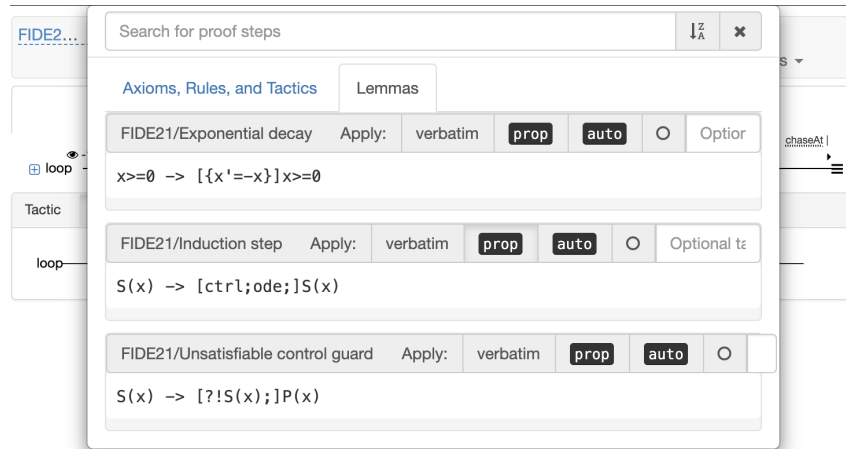 FIDE2...
Search for proof steps
Axioms, Rules, and Tactics Lemmas
FIDE21/Exponential decay Apply: verbatim prop auto Optior
x>=0 -> [{x'=-x}]x>=0
chaseAt
loop
Tactic
FIDE21/Induction step Apply: verbatim prop auto Optional ta
S(x) -> [ctrl;ode;]S(x)
loop
FIDE21/Unsatisfiable control guard Apply: verbatim prop auto
S(x) -> [?!S(x);]P(x)